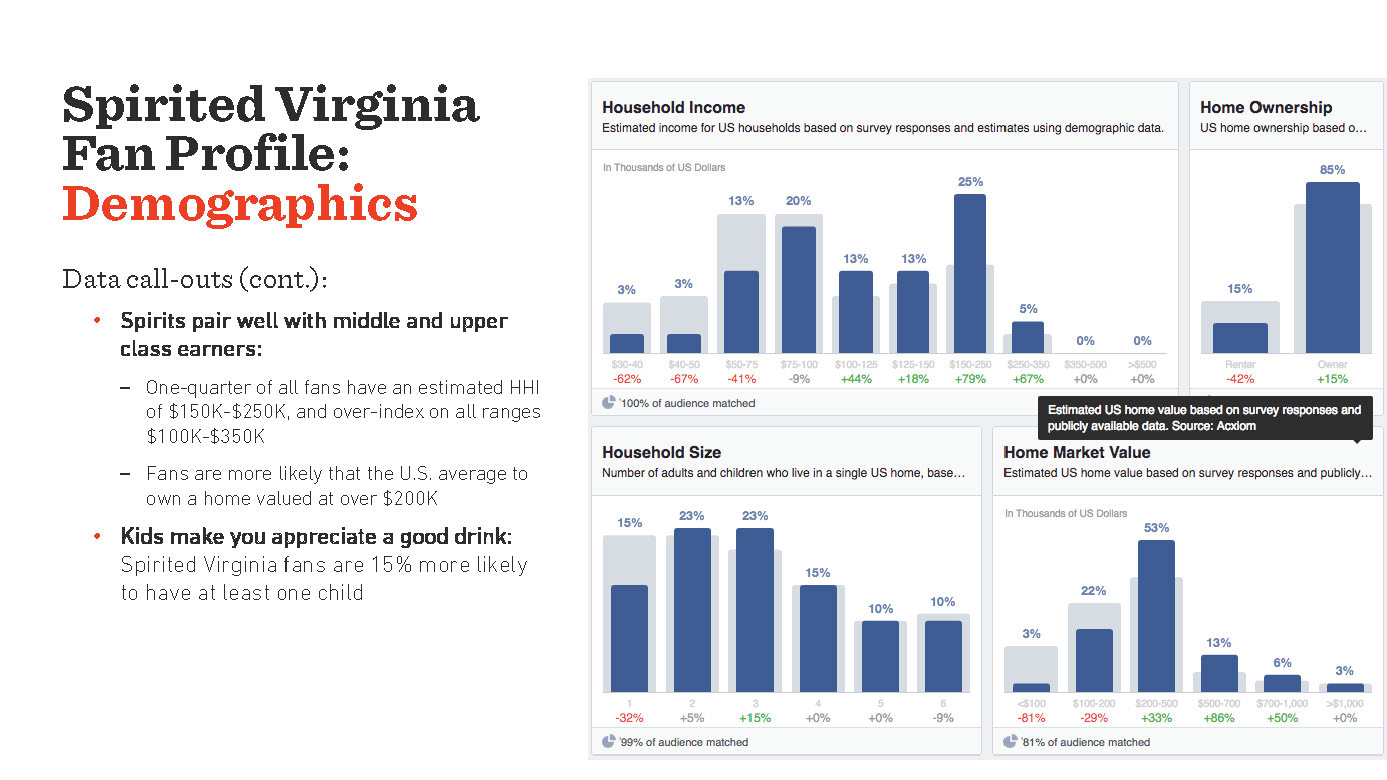 Spirited Virginia
Fan Profile:
Demographics
Data call-outs (cont.):
• Spirits pair well with middle and upper
class earners:
– One-quarter of all fans have an estimated HHI
of $150K-$250K, and over-index on all ranges
$100K-$350K
– Fans are more likely that the U.S. average to
own a home valued at over $200K
• Kids make you appreciate a good drink:
Spirited Virginia fans are 15% more likely
to have at least one child
Household Income
Estimated income for US households based on survey responses and estimates using demographic data.
In Thousands of US Dollars
3% 3% 13% 20% 13% 13% 25% 5% 0% 0%
$30-40 $40-50 $50-75 $75-100 $100-125 $125-150 $150-250 $250-350 $350-500 >$500
-62% -67% -41% -9% +44% +18% +79% +67% +0% +0%
'100% of audience matched
Home Ownership
US home ownership based o...
15% 85%
Renter Owner
-42% +15%
Estimated US home value based on survey responses and
publicly available data. Source: Acxiom
Household Size
Number of adults and children who live in a single US home, base...
15% 23% 23% 15% 10% 10%
1 2 3 4 5 6
-32% +5% +15% +0% +0% -9%
'99% of audience matched
Home Market Value
Estimated US home value based on survey responses and publicly...
In Thousands of US Dollars
3% 22% 53% 13% 6% 3%
<$100 $100-200 $200-500 $500-700 $700-1,000 >$1,000
-81% -29% +33% +86% +50% +0%
'81% of audience matched